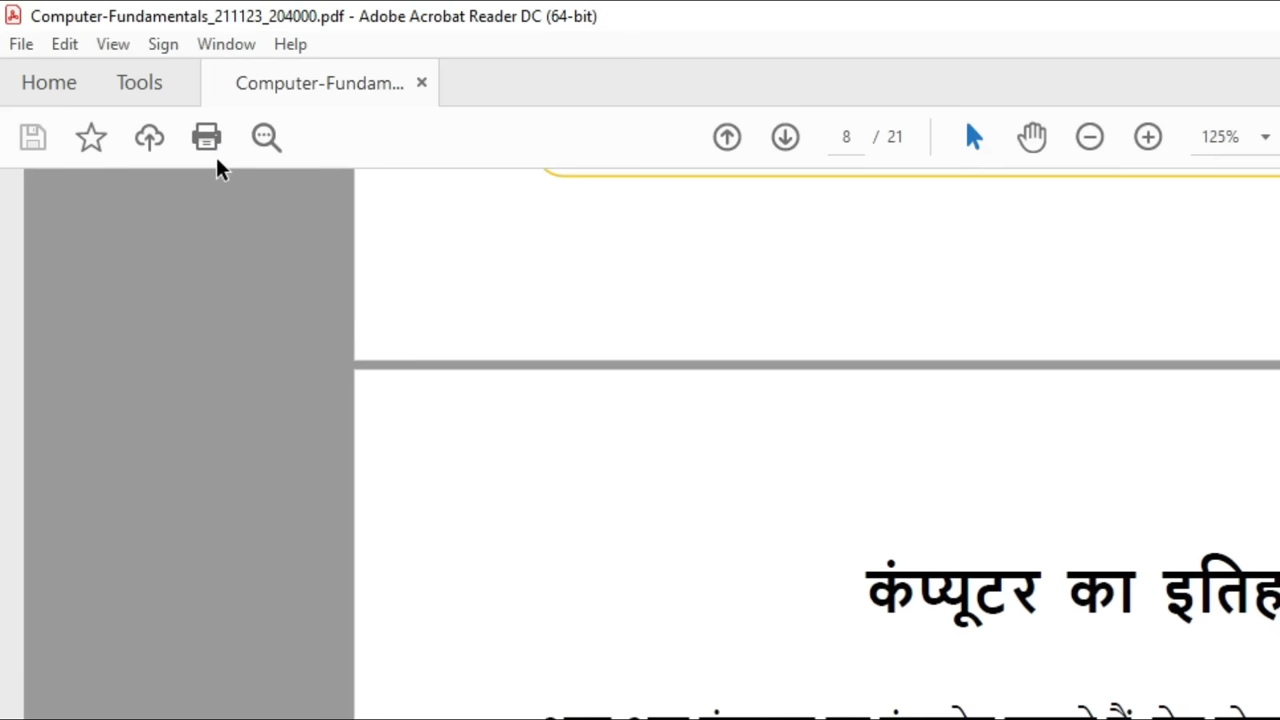 Computer-Fundamentals_211123_204000.pdf - Adobe Acrobat Reader DC (64-bit)
File Edit View Sign Window Help
Home Tools Computer-Fundam...
8 / 21 125%
कंप्यूटर का